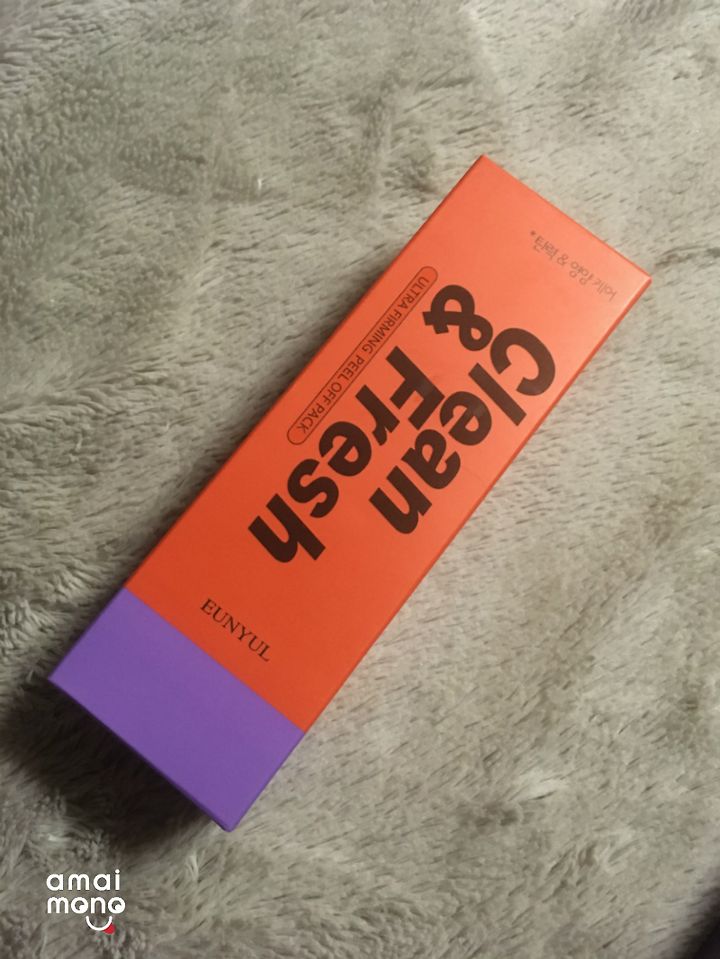 Clean
& Fresh
ULTRA FIRMING PEEL OFF PACK
EUNYUL
amai
mono